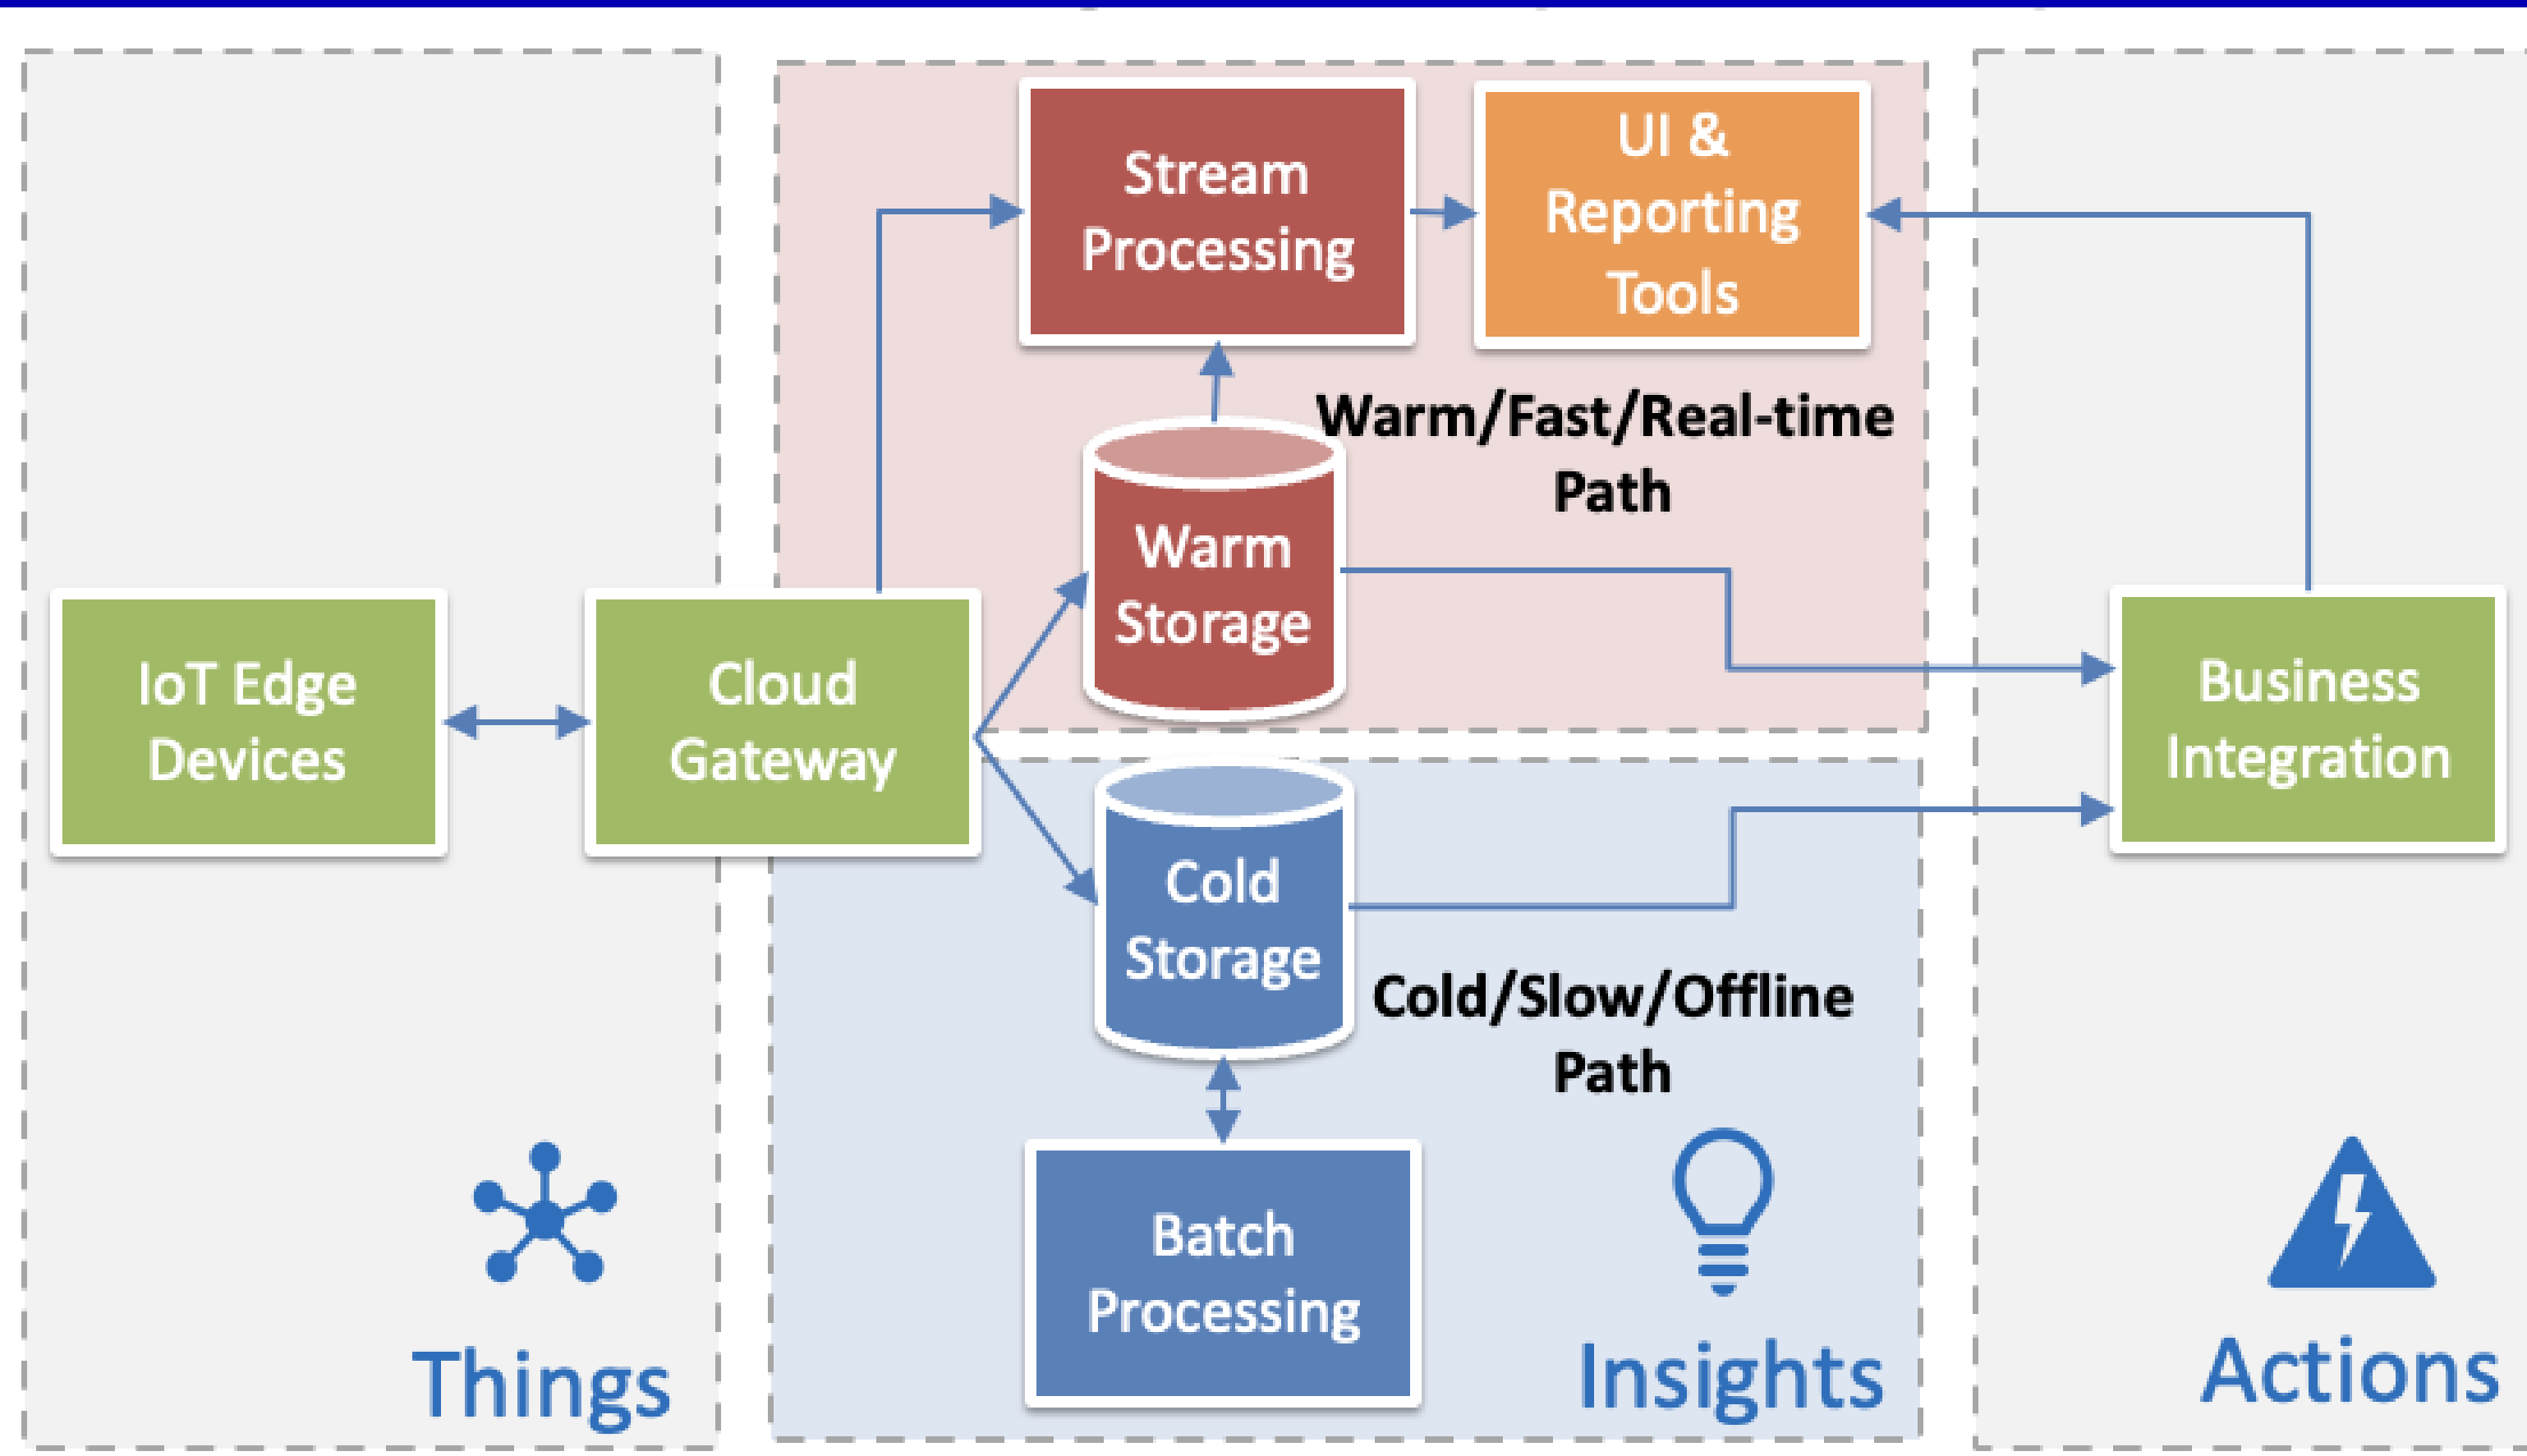 Stream
Processing
UI &
Reporting
Tools
Warm/Fast/Real-time
Path
Warm
Storage
IoT Edge
Devices
Cloud
Gateway
Business
Integration
Cold
Storage
Cold/Slow/Offline
Path
Batch
Processing
Things
Insights
Actions